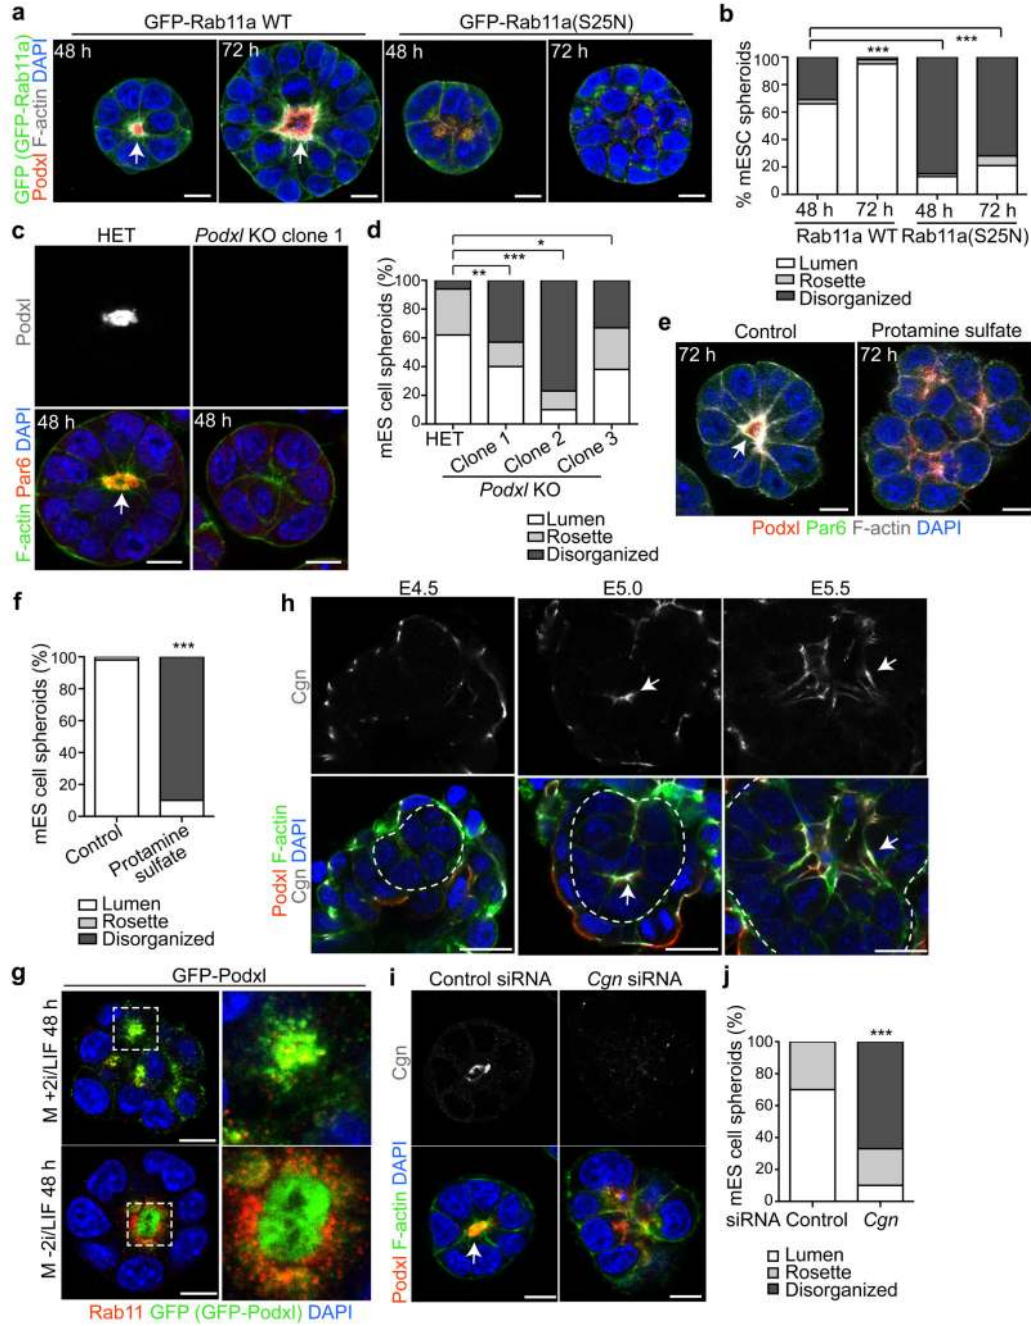 a
GFP-Rab11a WT
GFP-Rab11a(S25N)
48 h
72 h
48 h
72 h
GFP (GFP-Rab11a)
Podxl F-actin DAPI
b
***
***
% mESC spheroids
100
80
60
40
20
0
48 h 72 h 48 h 72 h
Rab11a WT Rab11a(S25N)
Lumen
Rosette
Disorganized
c
HET
Podxl KO clone 1
Podxl
48 h
48 h
F-actin Par6 DAPI
d
*
***
**
mES cell spheroids (%)
100
80
60
40
20
0
HET
Clone 1
Clone 2
Clone 3
Podxl KO
Lumen
Rosette
Disorganized
e
Control
Protamine sulfate
72 h
72 h
Podxl Par6 F-actin DAPI
f
***
mES cell spheroids (%)
100
80
60
40
20
0
Control
Protamine
sulfate
Lumen
Rosette
Disorganized
h
E4.5
E5.0
E5.5
Cgn
Podxl F-actin
Cgn DAPI
g
GFP-Podxl
M +2i/LIF 48 h
M -2i/LIF 48 h
Rab11 GFP (GFP-Podxl) DAPI
i
Control siRNA
Cgn siRNA
Cgn
Podxl F-actin DAPI
j
***
mES cell spheroids (%)
100
80
60
40
20
0
siRNA Control Cgn
Lumen
Rosette
Disorganized